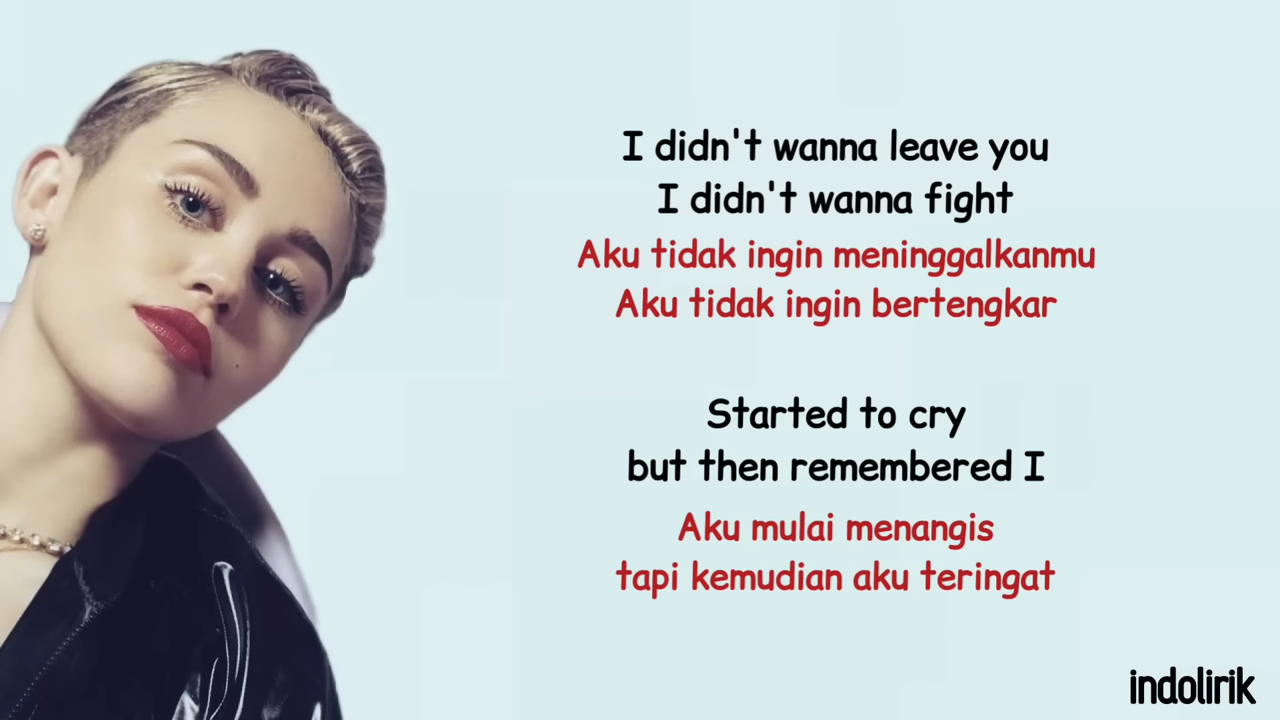 I didn't wanna leave you
I didn't wanna fight
Aku tidak ingin meninggalkanmu
Aku tidak ingin bertengkar
Started to cry
but then remembered I
Aku mulai menangis
tapi kemudian aku teringat
indolirik